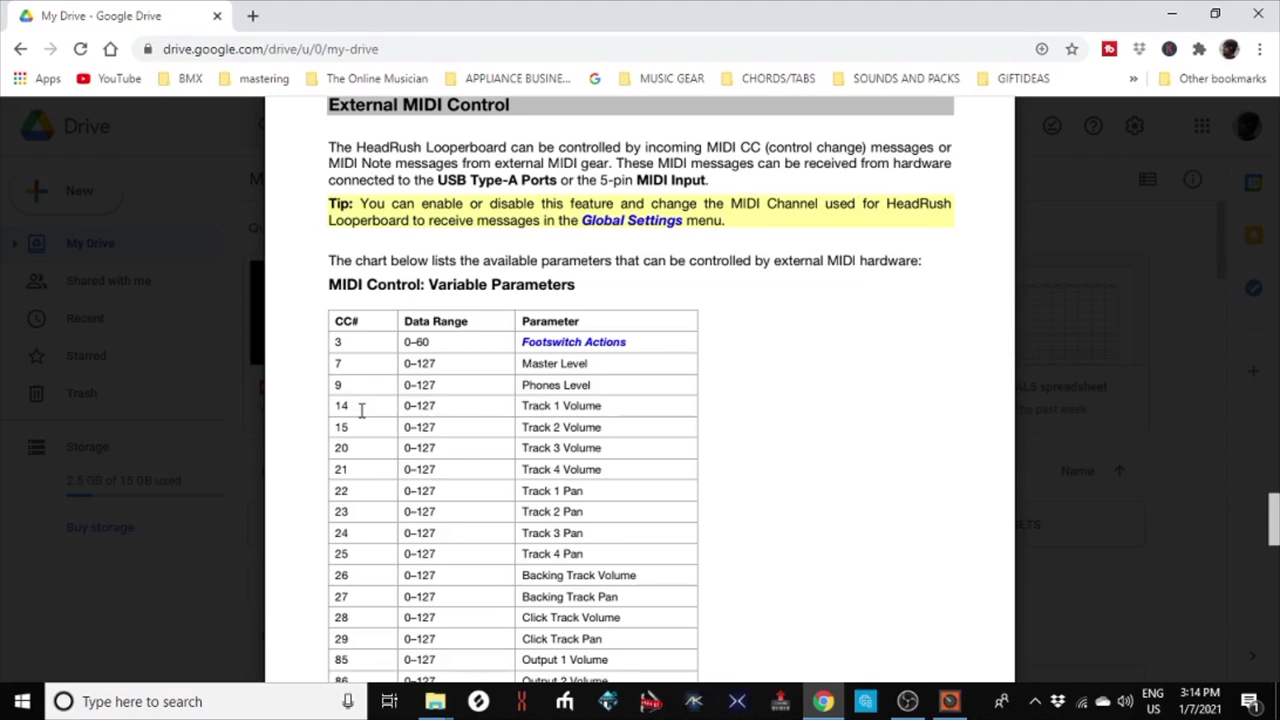 My Drive - Google Drive
drive.google.com/drive/u/0/my-drive
Apps YouTube BMX mastering The Online Musician APPLIANCE BUSINE... MUSIC GEAR CHORDS/TABS SOUNDS AND PACKS GIFTIDEAS » Other bookmarks
External MIDI Control
Drive
The HeadRush Looperboard can be controlled by incoming MIDI CC (control change) messages or
MIDI Note messages from external MIDI gear. These MIDI messages can be received from hardware
connected to the USB Type-A Ports or the 5-pin MIDI Input.
New
Tip: You can enable or disable this feature and change the MIDI Channel used for HeadRush
Looperboard to receive messages in the Global Settings menu.
My Drive
Shared with me
Recent
Starred
Trash
Storage
2.5 GB of 15 GB used
Buy storage
The chart below lists the available parameters that can be controlled by external MIDI hardware:
MIDI Control: Variable Parameters
CC# Data Range Parameter
3 0–60 Footswitch Actions
7 0–127 Master Level
9 0–127 Phones Level
14 0–127 Track 1 Volume
15 0–127 Track 2 Volume
20 0–127 Track 3 Volume
21 0–127 Track 4 Volume
22 0–127 Track 1 Pan
23 0–127 Track 2 Pan
24 0–127 Track 3 Pan
25 0–127 Track 4 Pan
26 0–127 Backing Track Volume
27 0–127 Backing Track Pan
28 0–127 Click Track Volume
29 0–127 Click Track Pan
85 0–127 Output 1 Volume
86 0–127 Output 2 Volume
ALS spreadsheet
the past week
Name
ETS
Type here to search
ENG
US
3:14 PM
1/7/2021